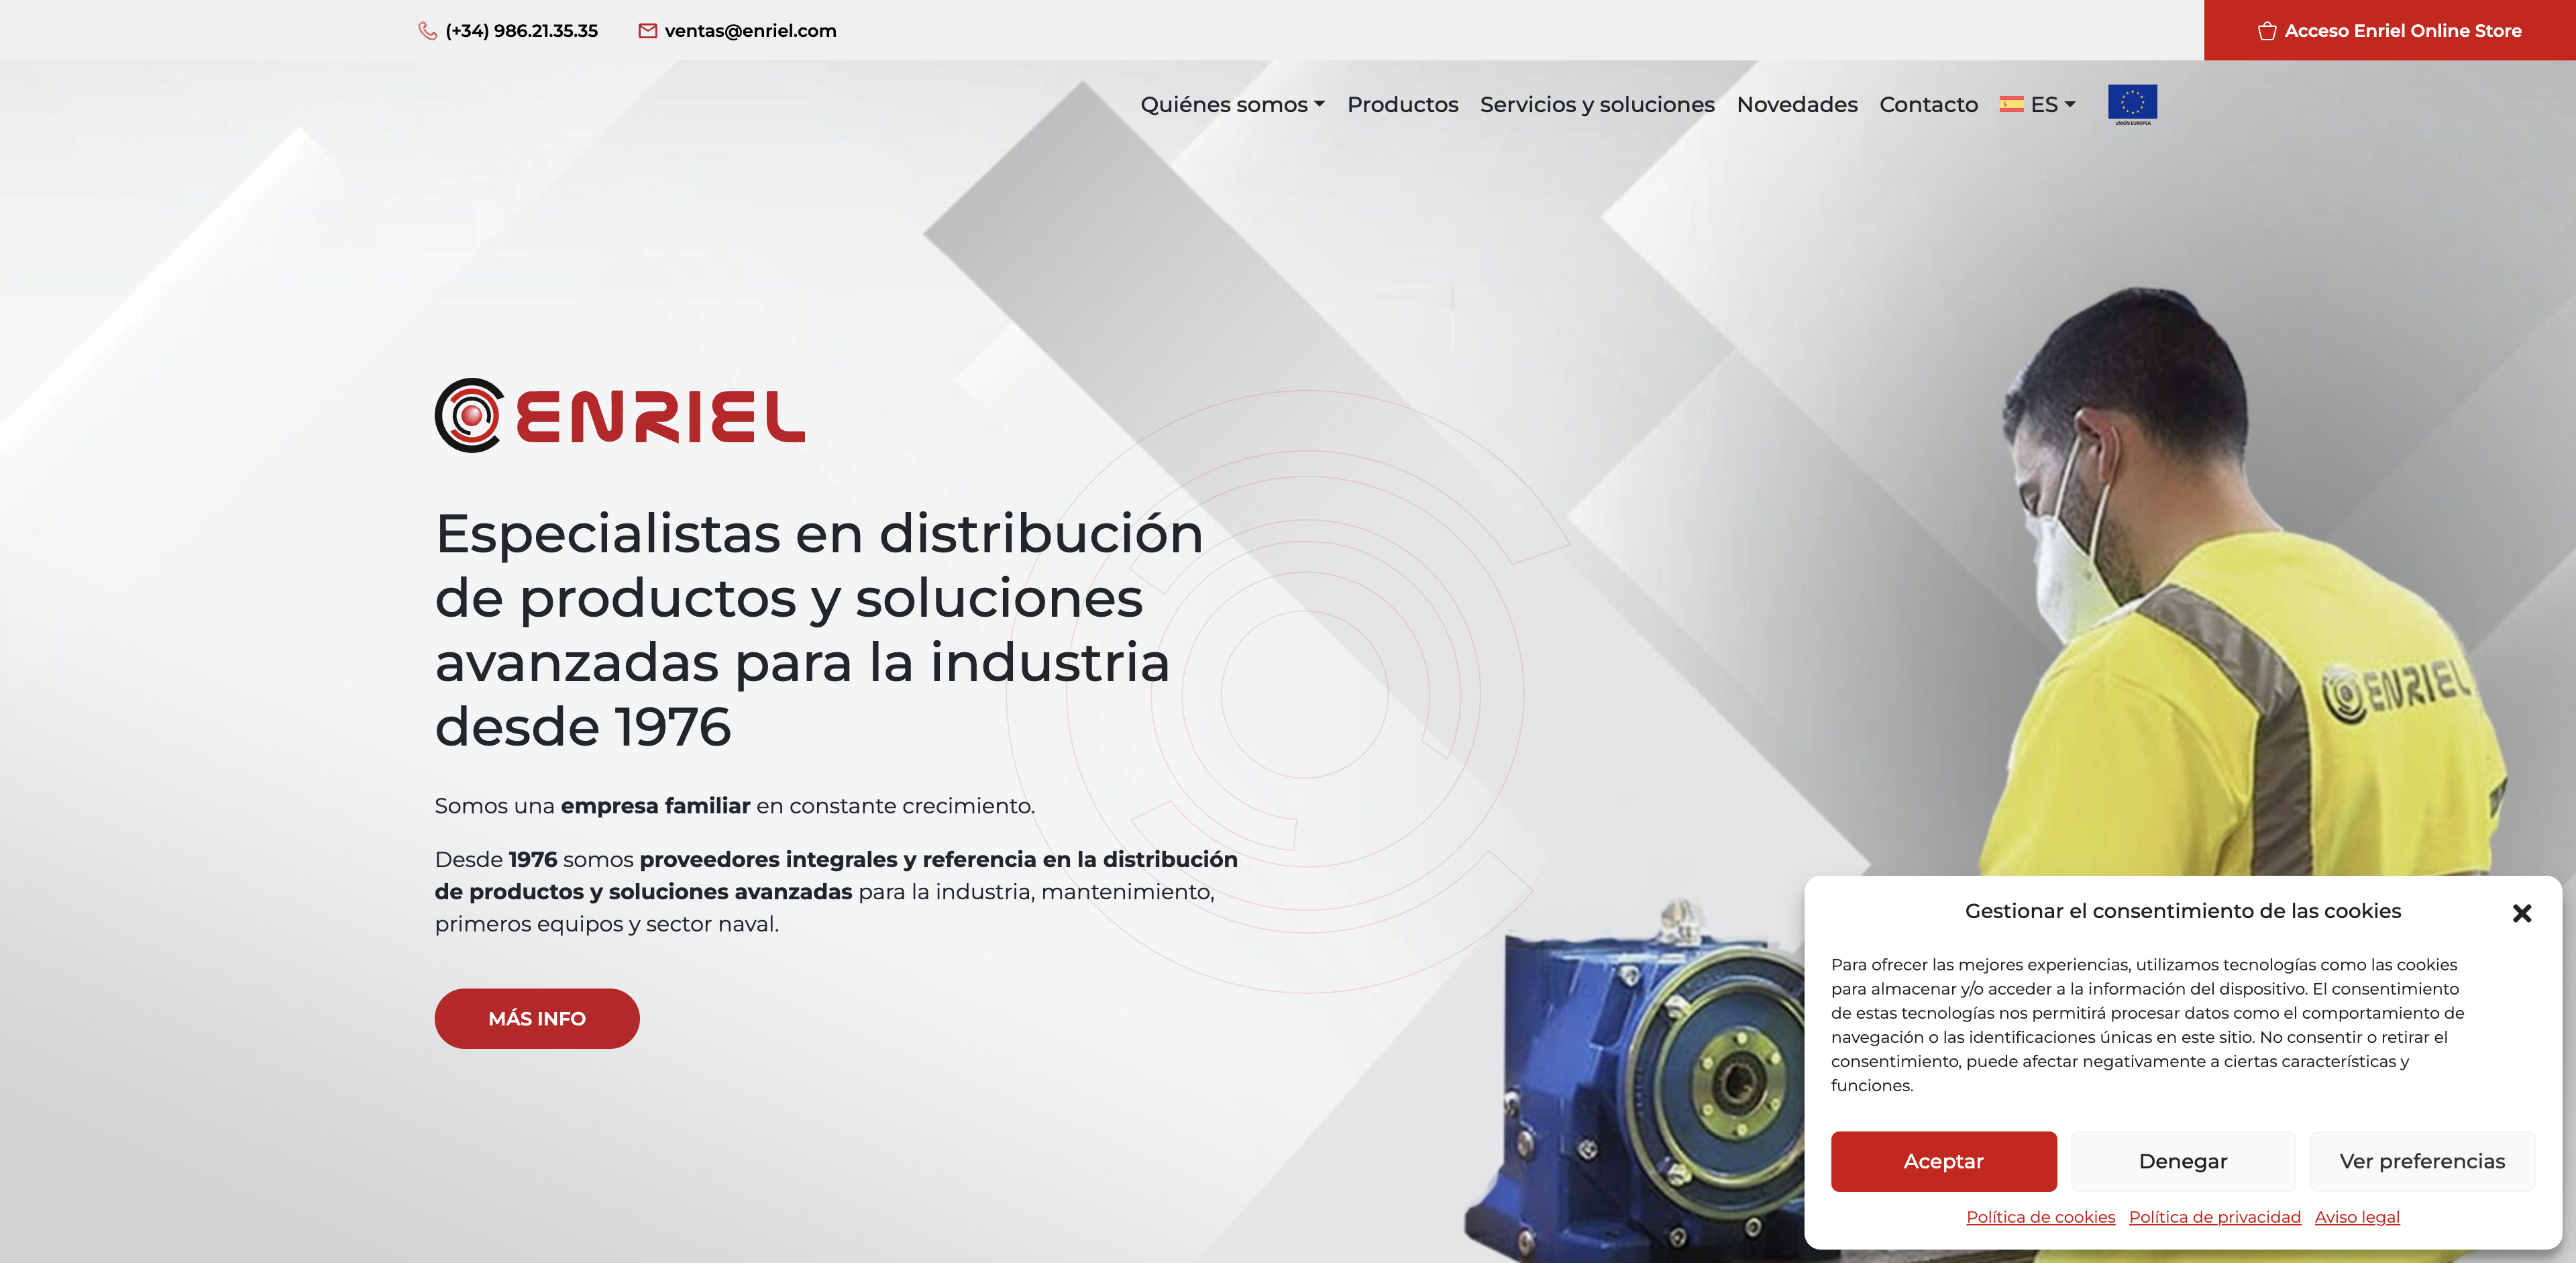 (+34) 986.21.35.35
ventas@enriel.com
Acceso Enriel Online Store
Quiénes somos
Productos
Servicios y soluciones
Novedades
Contacto
ES
UNIÓN EUROPEA
ENRIEL
Especialistas en distribución
de productos y soluciones
avanzadas para la industria
desde 1976
Somos una empresa familiar en constante crecimiento.
Desde 1976 somos proveedores integrales y referencia en la distribución
de productos y soluciones avanzadas para la industria, mantenimiento,
primeros equipos y sector naval.
MÁS INFO
ENRIEL
Gestionar el consentimiento de las cookies
Para ofrecer las mejores experiencias, utilizamos tecnologías como las cookies
para almacenar y/o acceder a la información del dispositivo. El consentimiento
de estas tecnologías nos permitirá procesar datos como el comportamiento de
navegación o las identificaciones únicas en este sitio. No consentir o retirar el
consentimiento, puede afectar negativamente a ciertas características y
funciones.
Aceptar
Denegar
Ver preferencias
Política de cookies
Política de privacidad
Aviso legal